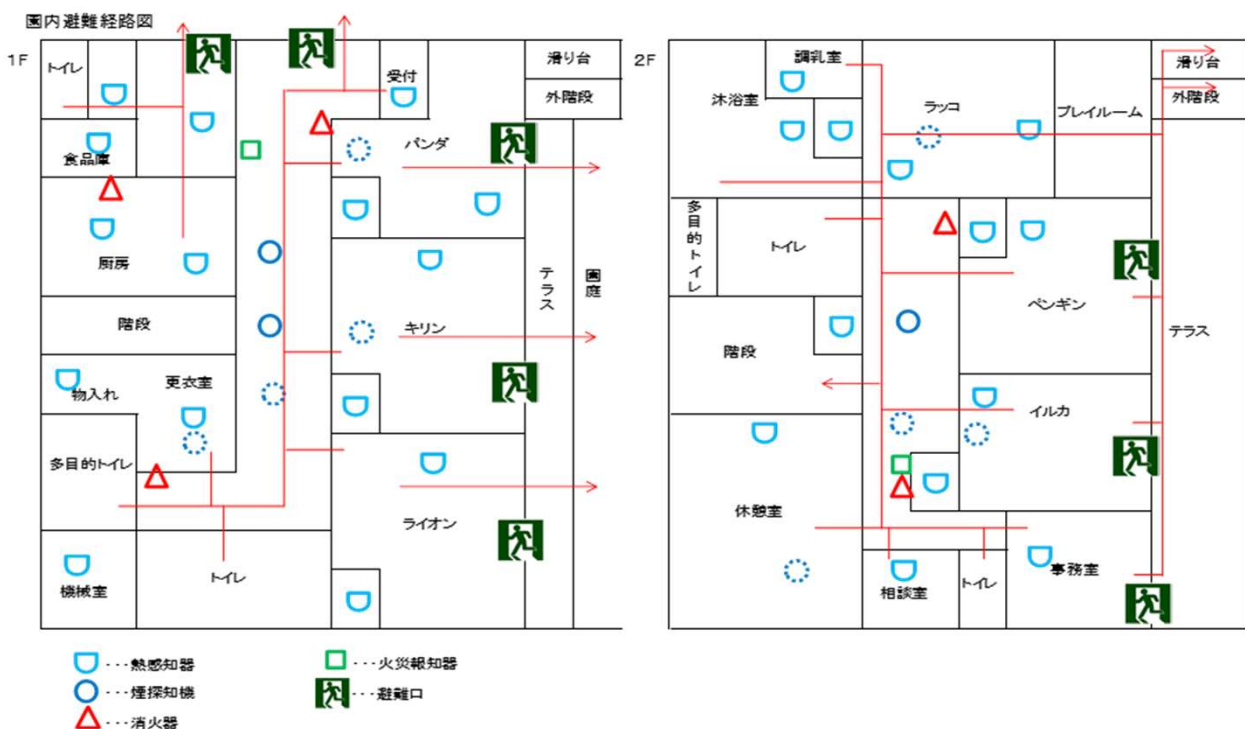 園内避難経路図
1F
トイレ
食品庫
厨房
階段
物入れ
更衣室
多目的トイレ
機械室
トイレ
受付
パンダ
キリン
ライオン
テラス
園庭
滑り台
外階段
2F
調乳室
沐浴室
ラッコ
プレイルーム
滑り台
外階段
多目的トイレ
トイレ
ペンギン
階段
テラス
イルカ
休憩室
相談室
トイレ
事務室
・・・熱感知器
・・・煙探知機
・・・消火器
・・・火災報知器
・・・避難口